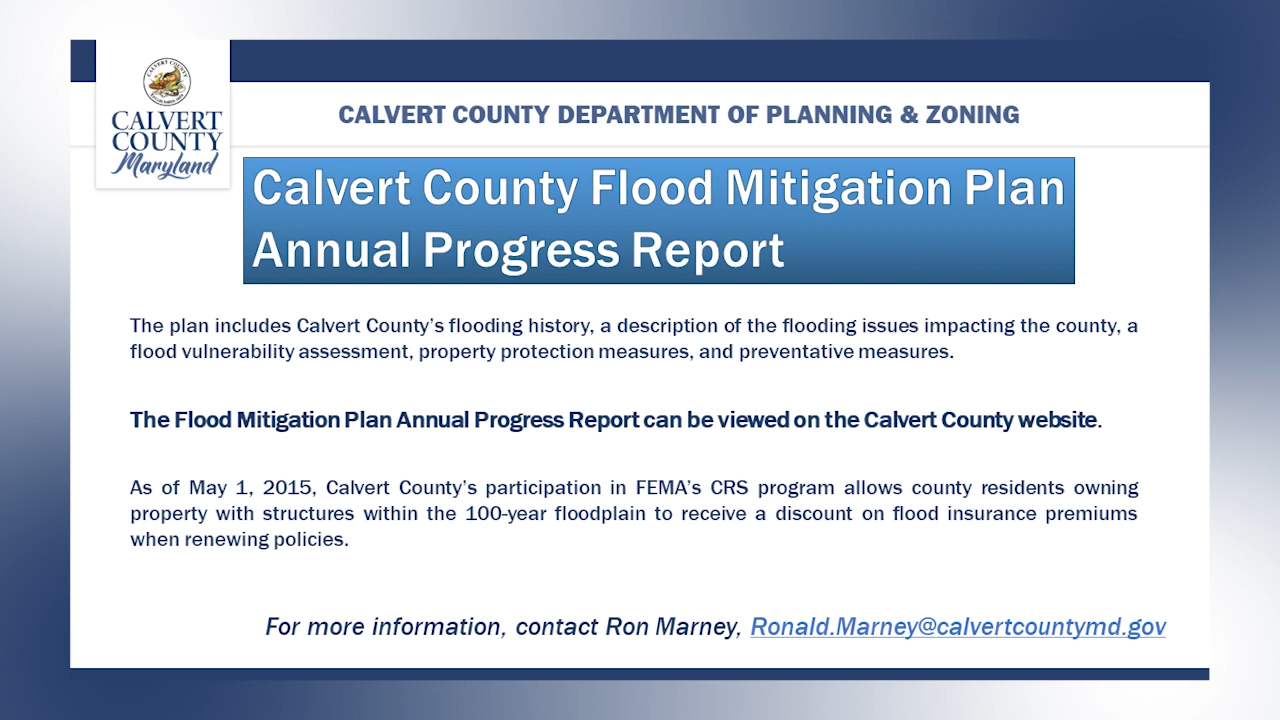 CALVERT COUNTY
CALVERT
COUNTY
Maryland
CALVERT COUNTY DEPARTMENT OF PLANNING & ZONING
Calvert County Flood Mitigation Plan
Annual Progress Report
The plan includes Calvert County’s flooding history, a description of the flooding issues impacting the county, a
flood vulnerability assessment, property protection measures, and preventative measures.
The Flood Mitigation Plan Annual Progress Report can be viewed on the Calvert County website.
As of May 1, 2015, Calvert County’s participation in FEMA’s CRS program allows county residents owning
property with structures within the 100-year floodplain to receive a discount on flood insurance premiums
when renewing policies.
For more information, contact Ron Marney, Ronald.Marney@calvertcountymd.gov